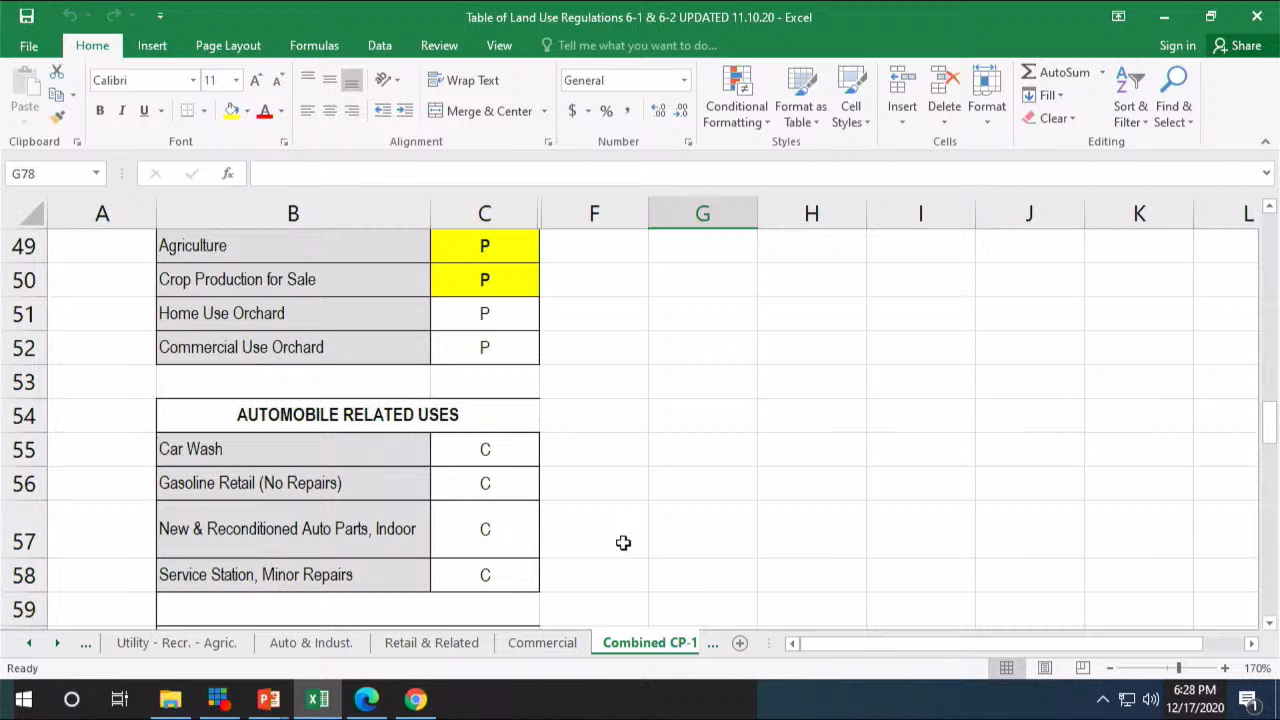 Table of Land Use Regulations 6-1 & 6-2 UPDATED 11.10.20 - Excel
File Home Insert Page Layout Formulas Data Review View Tell me what you want to do... Sign in Share
Paste
Calibri 11
B I U
A A
Wrap Text
Merge & Center
General
$ % ,
Conditional Formatting
Format as Table
Cell Styles
Insert
Delete
Format
AutoSum
Fill
Clear
Sort & Filter
Find & Select
Clipboard Font Alignment Number Styles Cells Editing
G78 fx
A B C F G H I J K L
49 Agriculture P
50 Crop Production for Sale P
51 Home Use Orchard P
52 Commercial Use Orchard P
53
54 AUTOMOBILE RELATED USES
55 Car Wash C
56 Gasoline Retail (No Repairs) C
57 New & Reconditioned Auto Parts, Indoor C
58 Service Station, Minor Repairs C
59
... Utility - Recr. - Agric. Auto & Indust. Retail & Related Commercial Combined CP-1 ...
Ready 170%
6:28 PM
12/17/2020
1